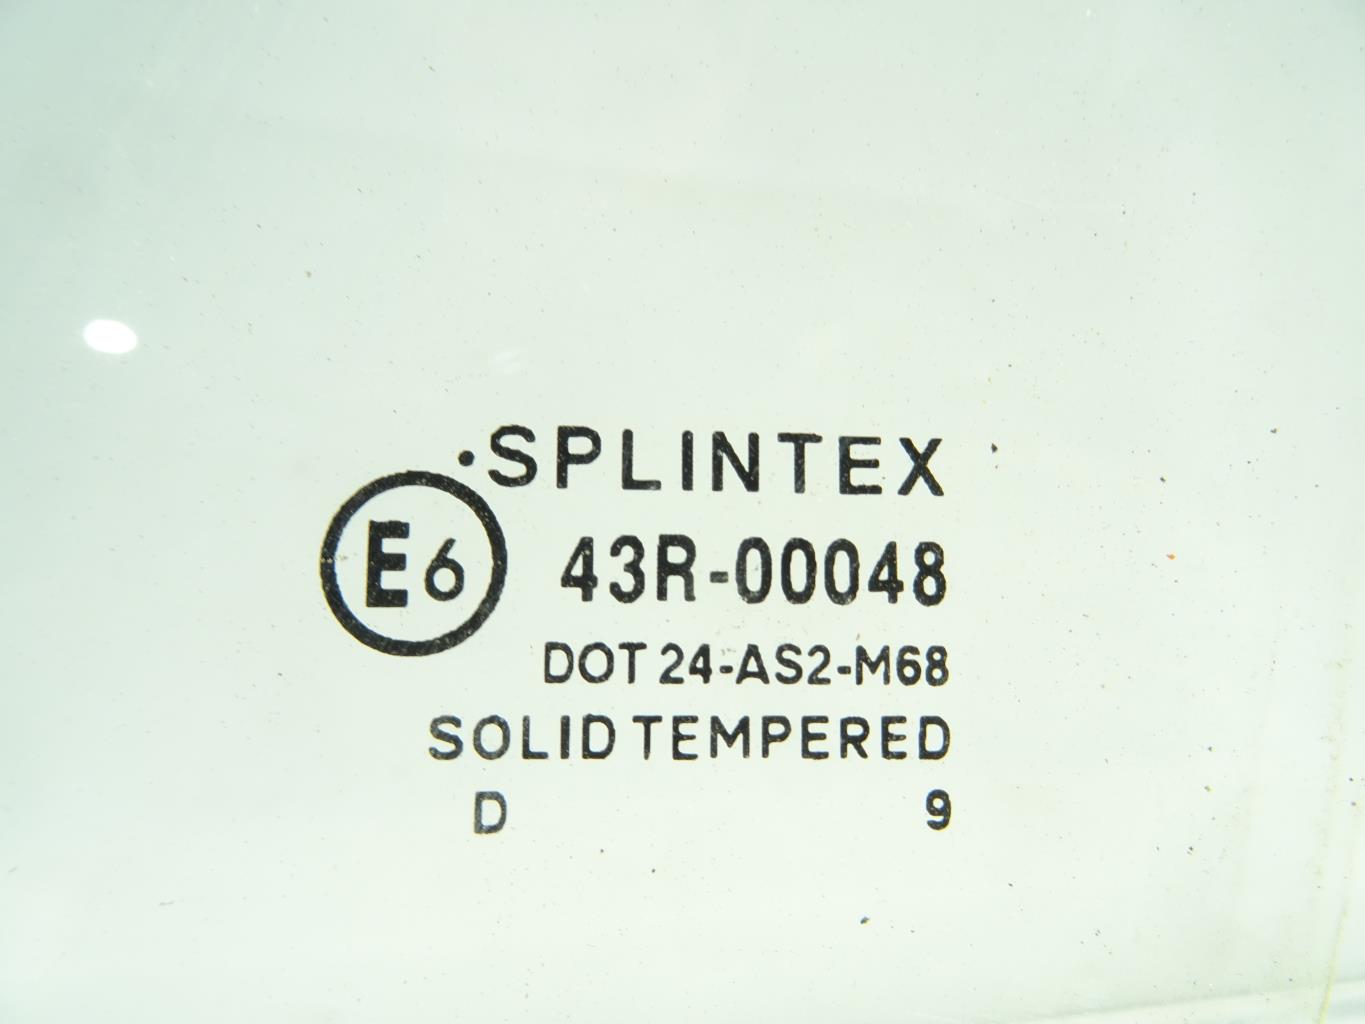 ·SPLINTEX
E6 43R-00048
DOT 24-AS2-M68
SOLID TEMPERED
D 9